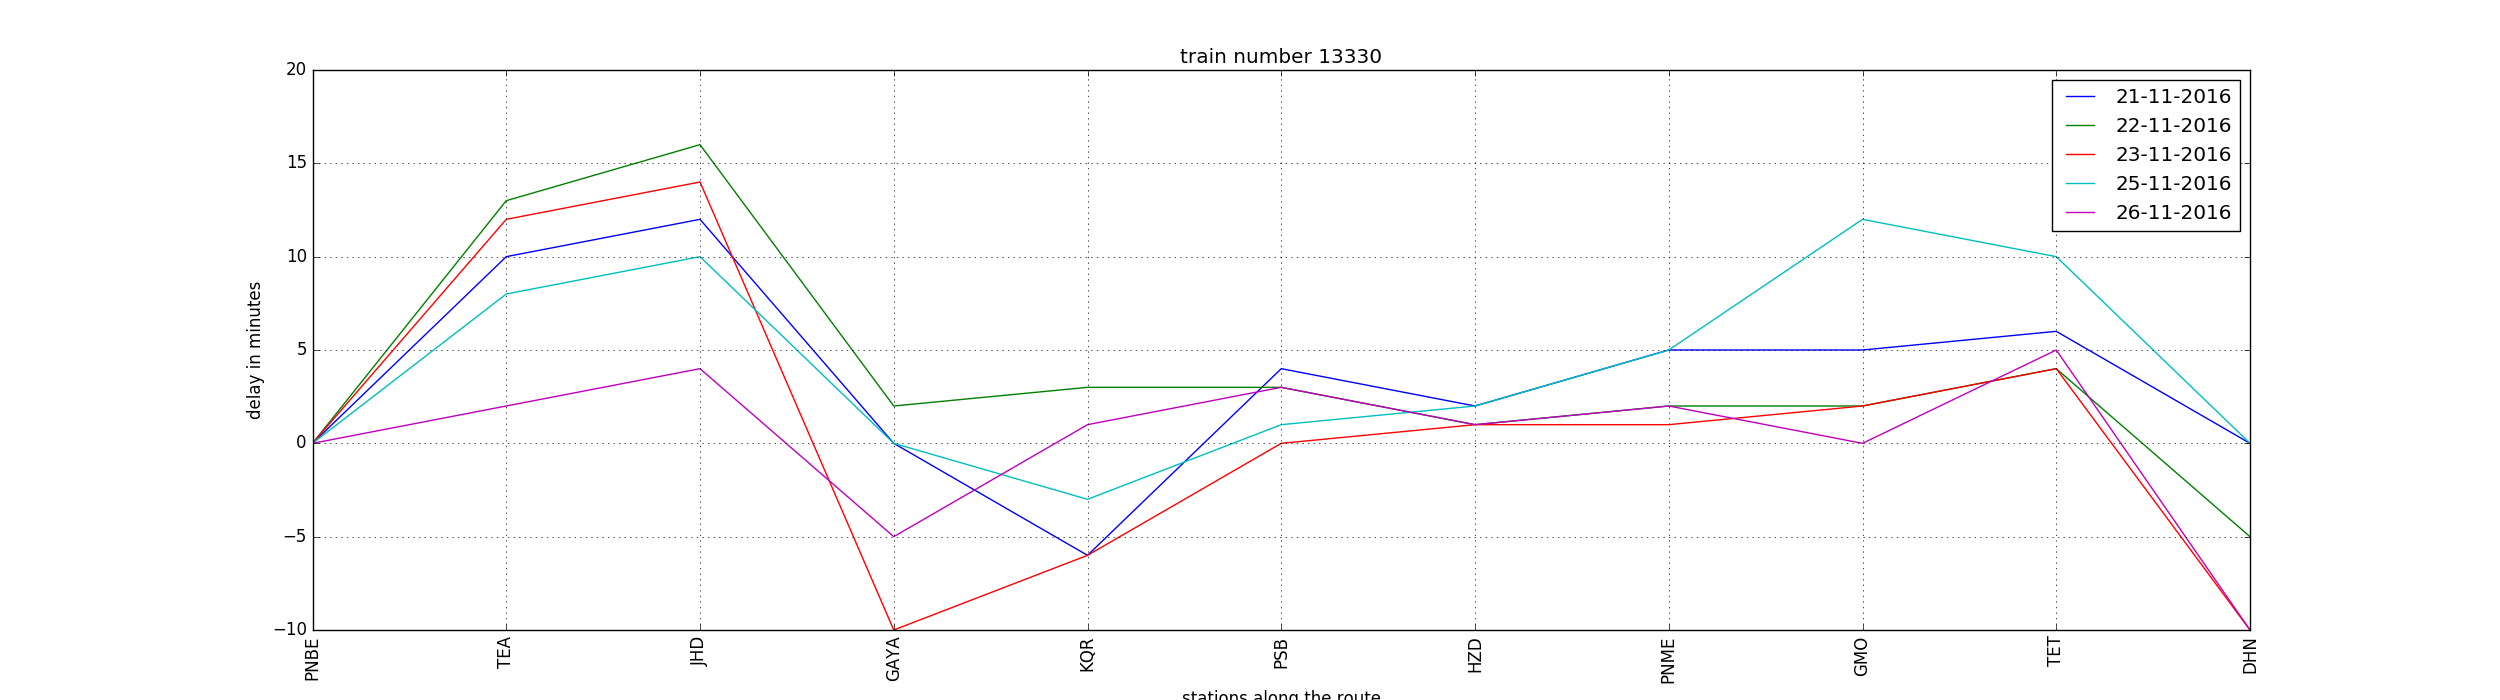 train number 13330
20
15
10
5
0
−5
−10
delay in minutes
21-11-2016
22-11-2016
23-11-2016
25-11-2016
26-11-2016
PNBE
TEA
JHD
GAYA
KQR
PSB
HZD
PNME
GMO
TET
DHN
stations along the route